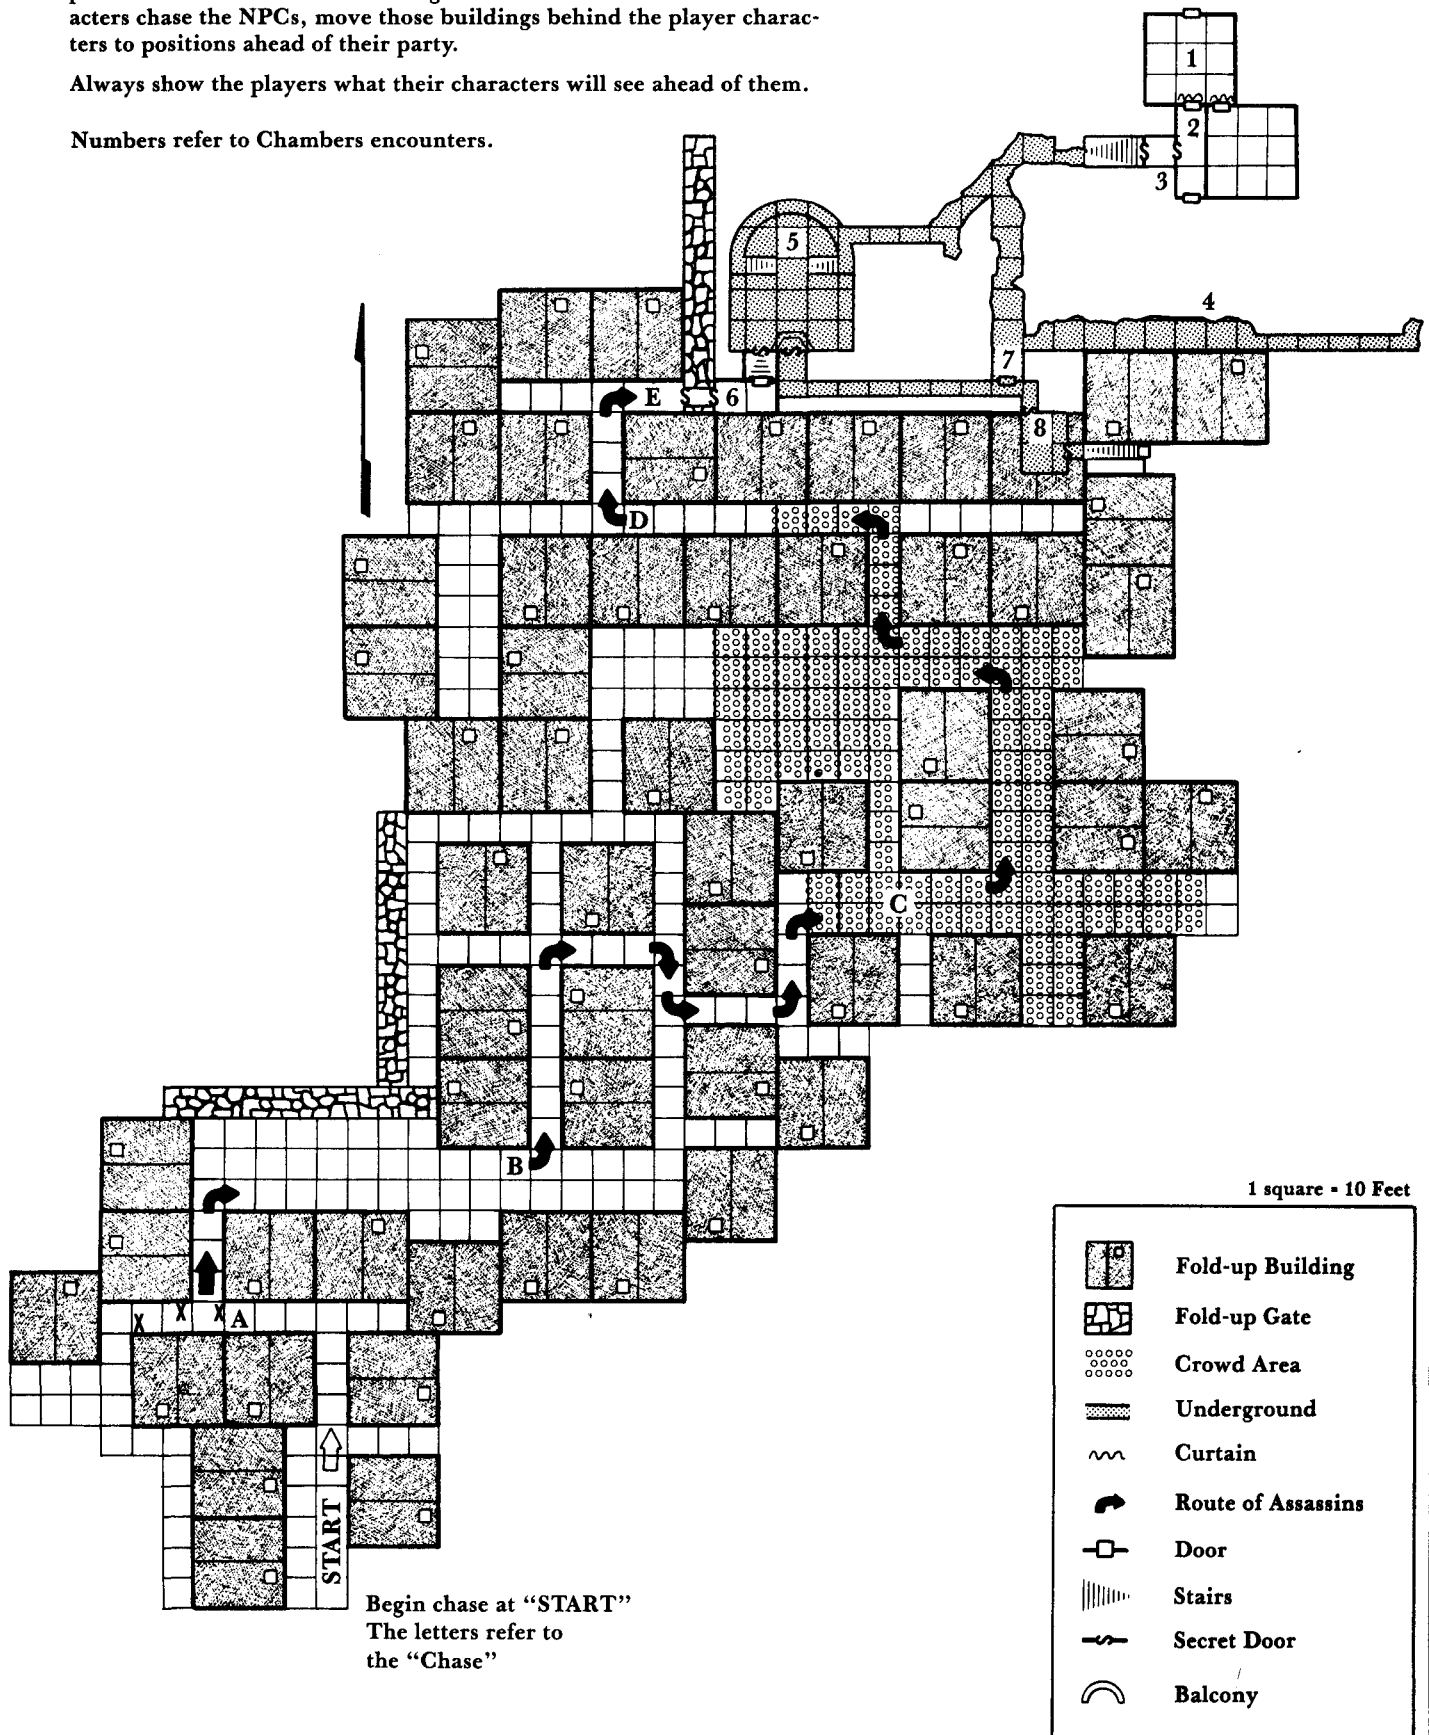 acters chase the NPCs, move those buildings behind the player charac-
ters to positions ahead of their party.
Always show the players what their characters will see ahead of them.
Numbers refer to Chambers encounters.
1
2
3
4
5
6
7
8
E
D
C
B
X X X A
START
Begin chase at “START”
The letters refer to
the “Chase”
1 square = 10 Feet
Fold-up Building
Fold-up Gate
Crowd Area
Underground
Curtain
Route of Assassins
Door
Stairs
Secret Door
Balcony
S
S
S
S